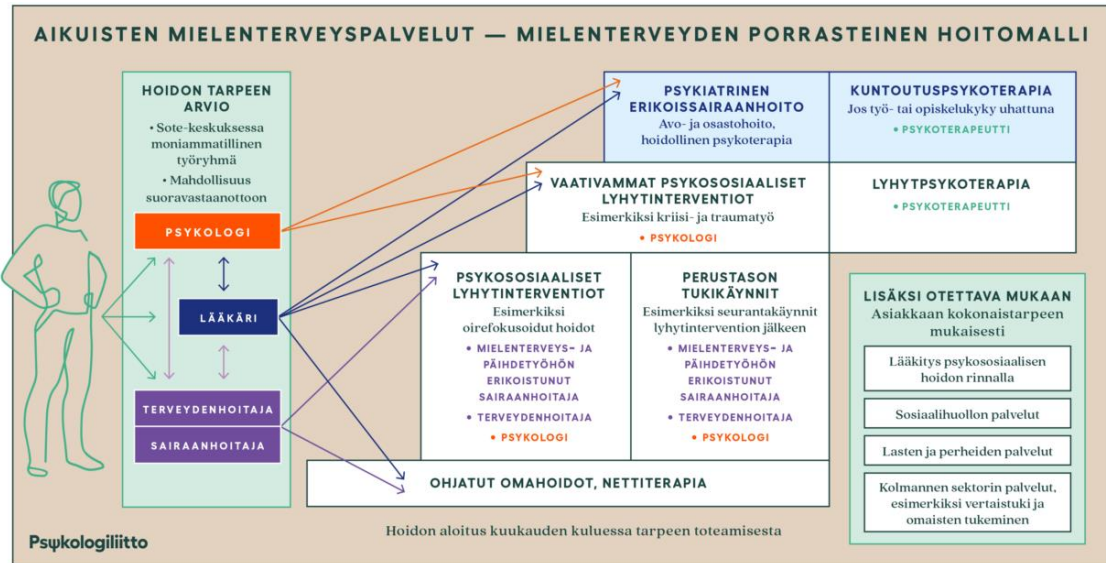 AIKUISTEN MIELENTERVEYSPALVELUT — MIELENTERVEYDEN PORRASTEINEN HOITOMALLI
HOIDON TARPEEN
ARVIO
• Sote-keskuksessa
moniammatillinen
työryhmä
• Mahdollisuus
suoravastaanottoon
PSYKOLOGI
LÄÄKÄRI
TERVEYDENHOITAJA
SAIRAANHOITAJA
PSYKIATRINEN
ERIKOISSAIRAANHOITO
Avo- ja osastohoito,
hoidollinen psykoterapia
KUNTOUTUSPSYKOTERAPIA
Jos työ- tai opiskelukyky uhattuna
• PSYKOTERAPEUTTI
VAATIVAMMAT PSYKOSOSIAALISET
LYHYTINTERVENTIOT
Esimerkiksi kriisi- ja traumatyö
• PSYKOLOGI
LYHYTPSYKOTERAPIA
• PSYKOTERAPEUTTI
PSYKOSOSIAALISET
LYHYTINTERVENTIOT
Esimerkiksi
oirefokusoidut hoidot
• MIELENTERVEYS- JA
PÄIHDETYÖHÖN
ERIKOISTUNUT
SAIRAANHOITAJA
• TERVEYDENHOITAJA
• PSYKOLOGI
PERUSTASON
TUKIKÄYNNIT
Esimerkiksi seurantakäynnit
lyhytintervention jälkeen
• MIELENTERVEYS- JA
PÄIHDETYÖHÖN
ERIKOISTUNUT
SAIRAANHOITAJA
• TERVEYDENHOITAJA
• PSYKOLOGI
OHJATUT OMAHOIDOT, NETTITERAPIA
LISÄKSI OTETTAVA MUKAAN
Asiakkaan kokonaistarpeen
mukaisesti
Lääkitys psykososiaalisen
hoidon rinnalla
Sosiaalihuollon palvelut
Lasten ja perheiden palvelut
Kolmannen sektorin palvelut,
esimerkiksi vertaistuki ja
omaisten tukeminen
Hoidon aloitus kuukauden kuluessa tarpeen toteamisesta
Psykologiliitto